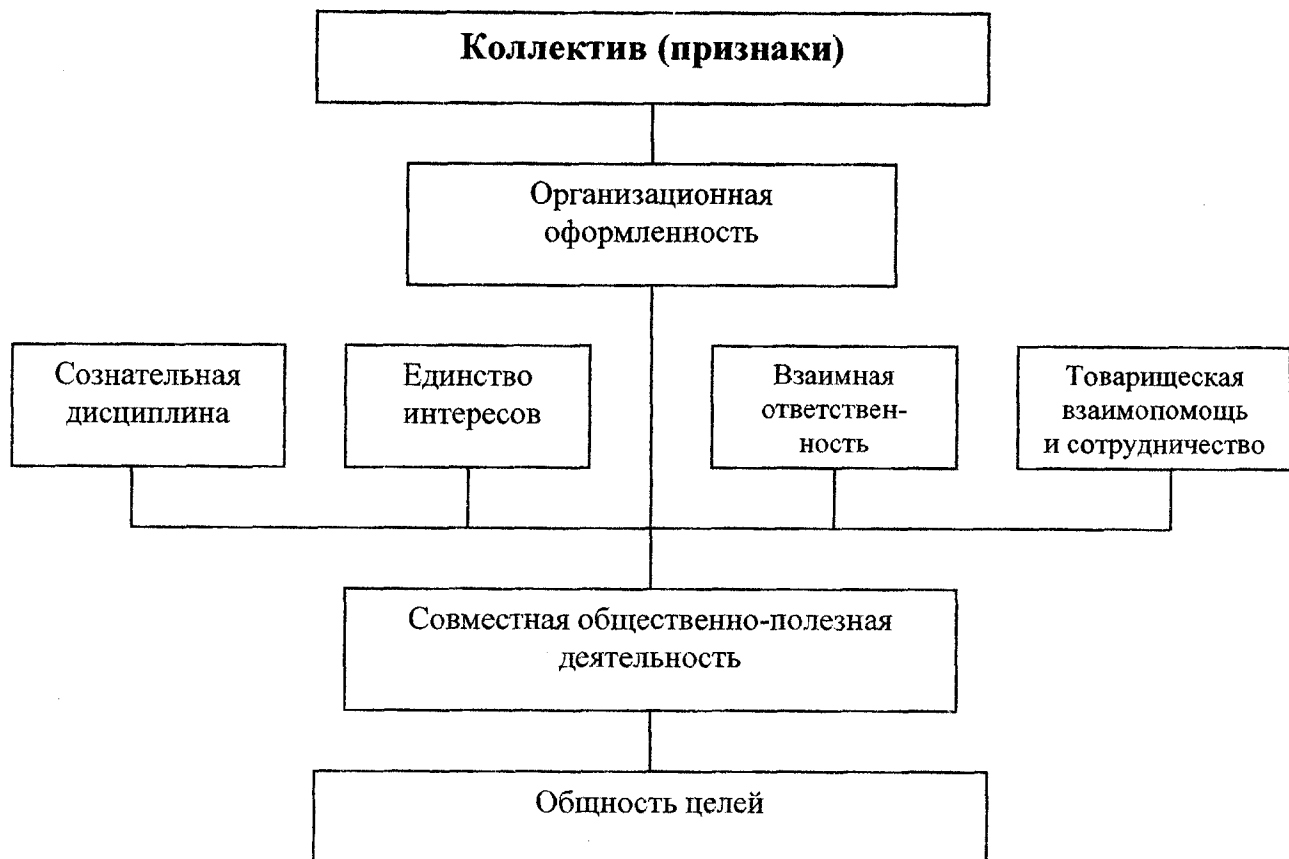 Коллектив (признаки)
Организационная
оформленность
Сознательная
дисциплина
Единство
интересов
Взаимная
ответствен-
ность
Товарищеская
взаимопомощь
и сотрудничество
Совместная общественно-полезная
деятельность
Общность целей